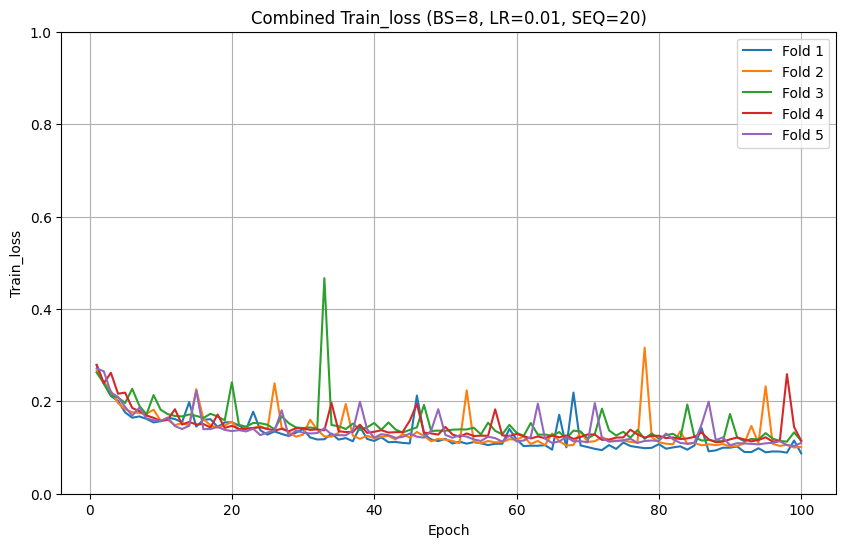 Combined Train_loss (BS=8, LR=0.01, SEQ=20)
Train_loss
1.0
0.8
0.6
0.4
0.2
0.0
Fold 1
Fold 2
Fold 3
Fold 4
Fold 5
0 20 40 60 80 100
Epoch